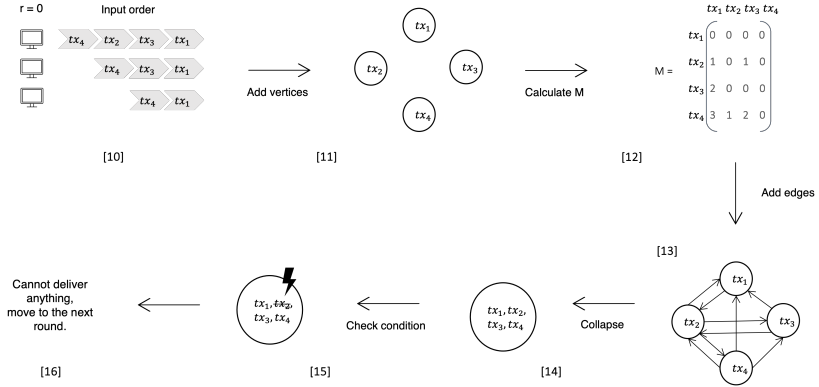 r = 0
Input order
tx4 tx2 tx3 tx1
tx4 tx3 tx1
tx4 tx1
[10]
Add vertices
tx1
tx2
tx3
tx4
[11]
Calculate M
tx1 tx2 tx3 tx4
M =
tx1 0 0 0 0
tx2 1 0 1 0
tx3 2 0 0 0
tx4 3 1 2 0
[12]
Add edges
[13]
tx1
tx2
tx3
tx4
Collapse
tx1, tx2,
tx3, tx4
[14]
Check condition
tx1, tx2,
tx3, tx4
[15]
Cannot deliver
anything,
move to the next
round.
[16]